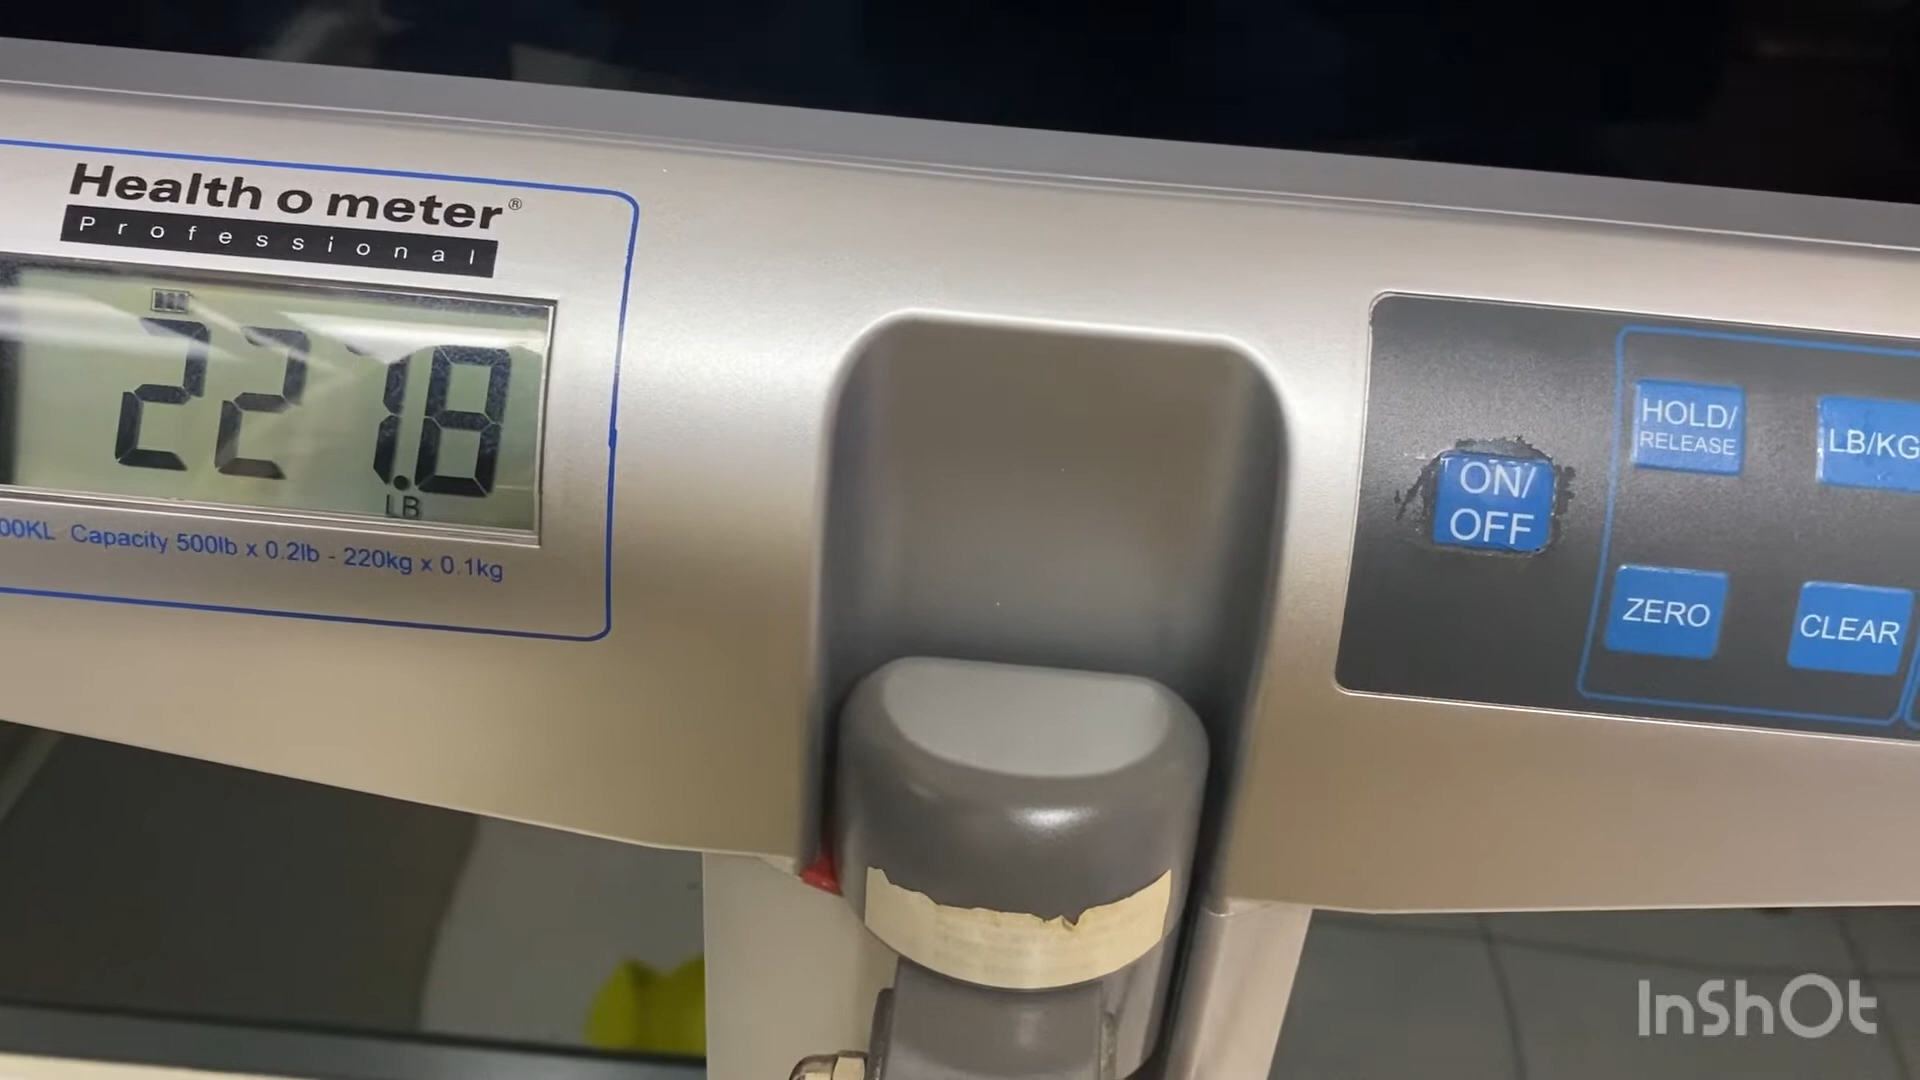 Health o meter®
Professional
227.8
LB
00KL Capacity 500lb x 0.2lb - 220kg x 0.1kg
HOLD/
RELEASE
LB/KG
ON/
OFF
ZERO
CLEAR
InShOt